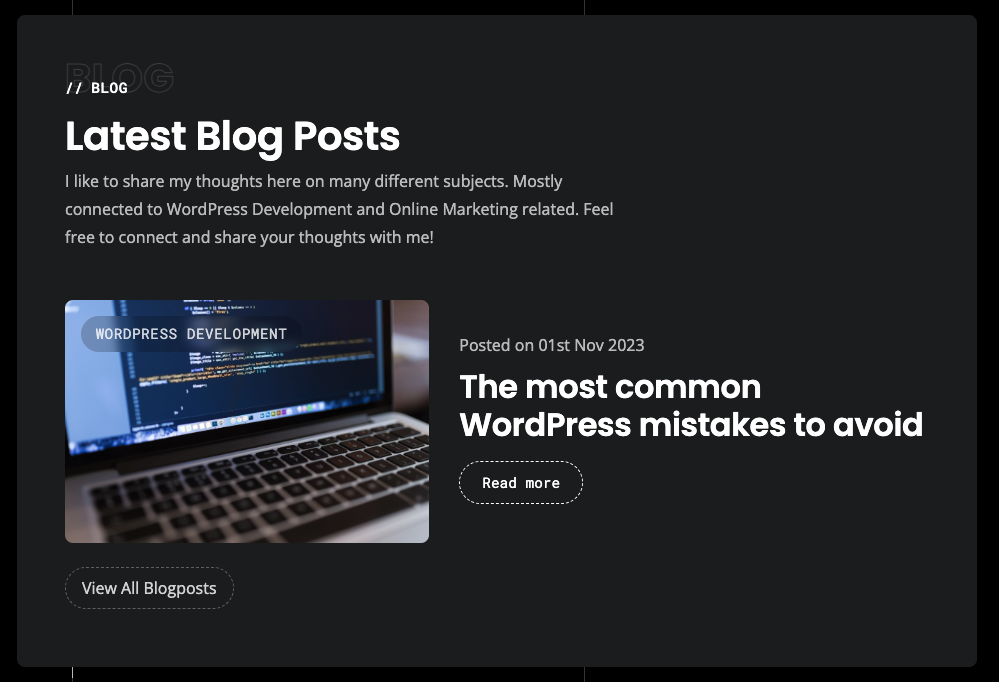 BLOG
// BLOG
Latest Blog Posts
I like to share my thoughts here on many different subjects. Mostly
connected to WordPress Development and Online Marketing related. Feel
free to connect and share your thoughts with me!
WORDPRESS DEVELOPMENT
Posted on 01st Nov 2023
The most common
WordPress mistakes to avoid
Read more
View All Blogposts